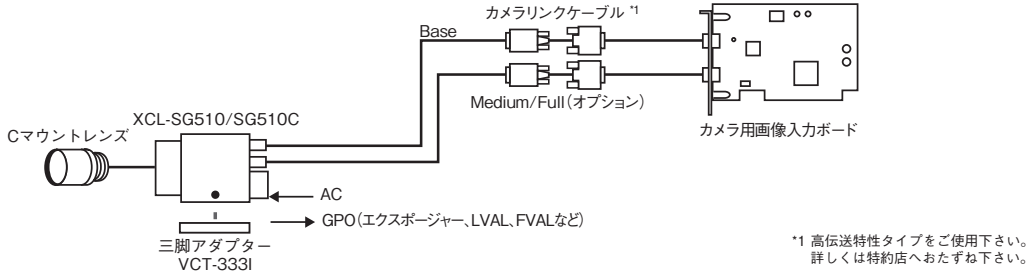 カメラリンクケーブル *1
Base
Medium/Full（オプション）
XCL-SG510/SG510C
Cマウントレンズ
カメラ用画像入力ボード
AC
GPO（エクスポージャー、LVAL、FVALなど）
三脚アダプター
VCT-333I
*1 高伝送特性タイプをご使用下さい。
詳しくは特約店へおたずね下さい。